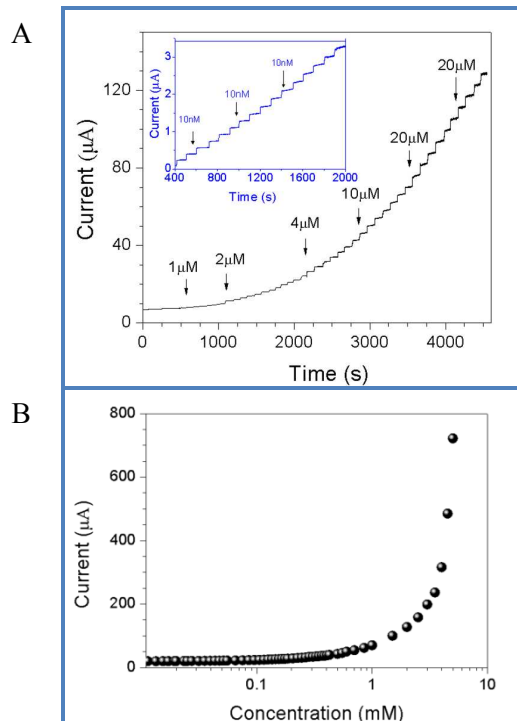 A
Current (μA)
120
80
40
0
0 1000 2000 3000 4000
Time (s)
1μM
2μM
4μM
10μM
20μM
20μM
Current (μA)
3
2
1
0
400 800 1200 1600 2000
Time (s)
10nM
10nM
10nM
B
Current (μA)
800
600
400
200
0
0.1 1 10
Concentration (mM)